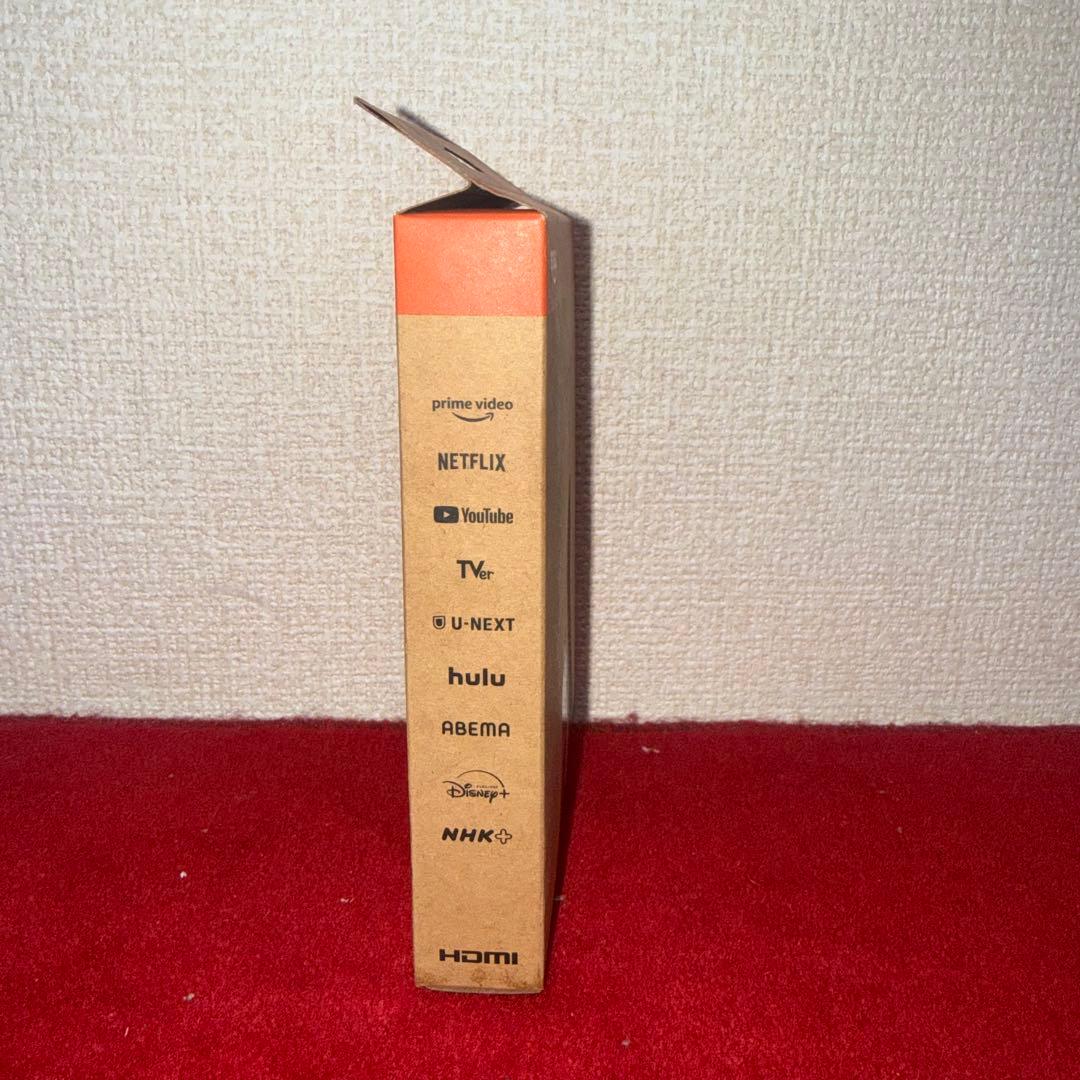 prime video
NETFLIX
YouTube
TVer
U-NEXT
hulu
ABEMA
Disney+
NHK+
HDMI